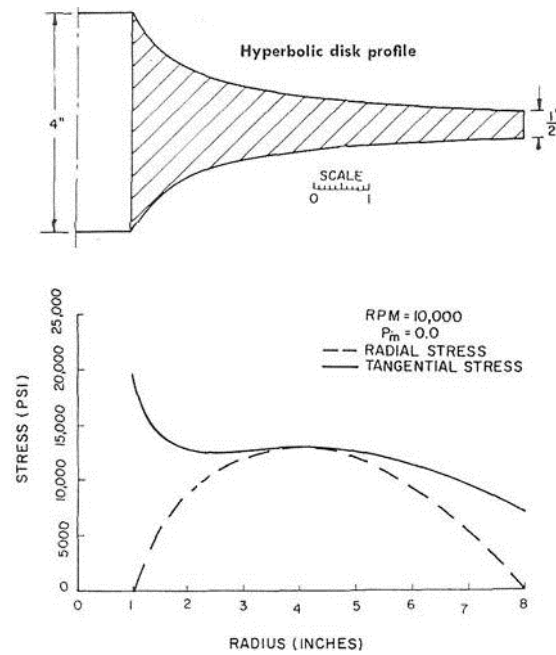 Hyperbolic disk profile
4"
1/2"
SCALE
0 1
RPM = 10,000
Pm = 0.0
RADIAL STRESS
TANGENTIAL STRESS
STRESS (PSI)
25,000
20,000
15,000
10,000
5000
0
0 1 2 3 4 5 6 7 8
RADIUS (INCHES)